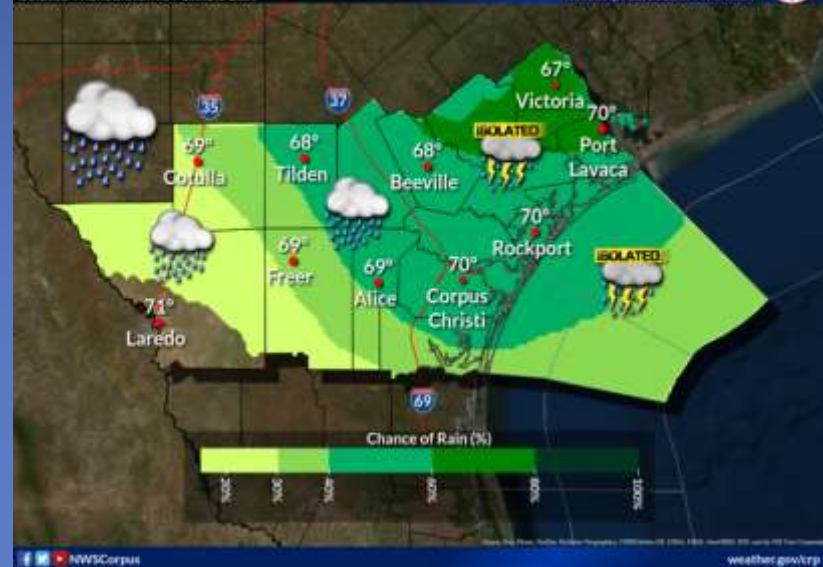 35
37
67°
Victoria
ISOLATED
70°
Port
Lavaca
69°
Cotulla
68°
Tilden
68°
Beeville
70°
Rockport
69°
Freer
69°
Alice
70°
Corpus
Christi
ISOLATED
71°
Laredo
69
Chance of Rain (%)
20%
30%
40%
60%
80%
100%
NWSCorpus
weather.gov/crp